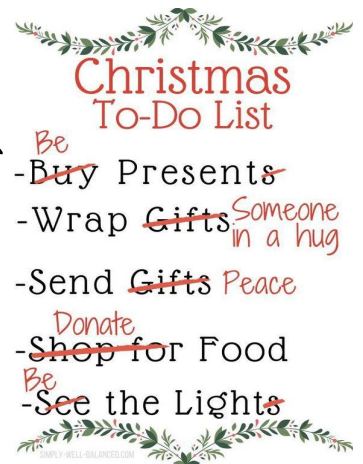 Christmas
To-Do List
Be
-Buy Presents
-Wrap Gifts Someone
in a hug
-Send Gifts Peace
Donate
-Shop for Food
Be
-See the Lights
SIMPLY-WELL-BALANCED.COM